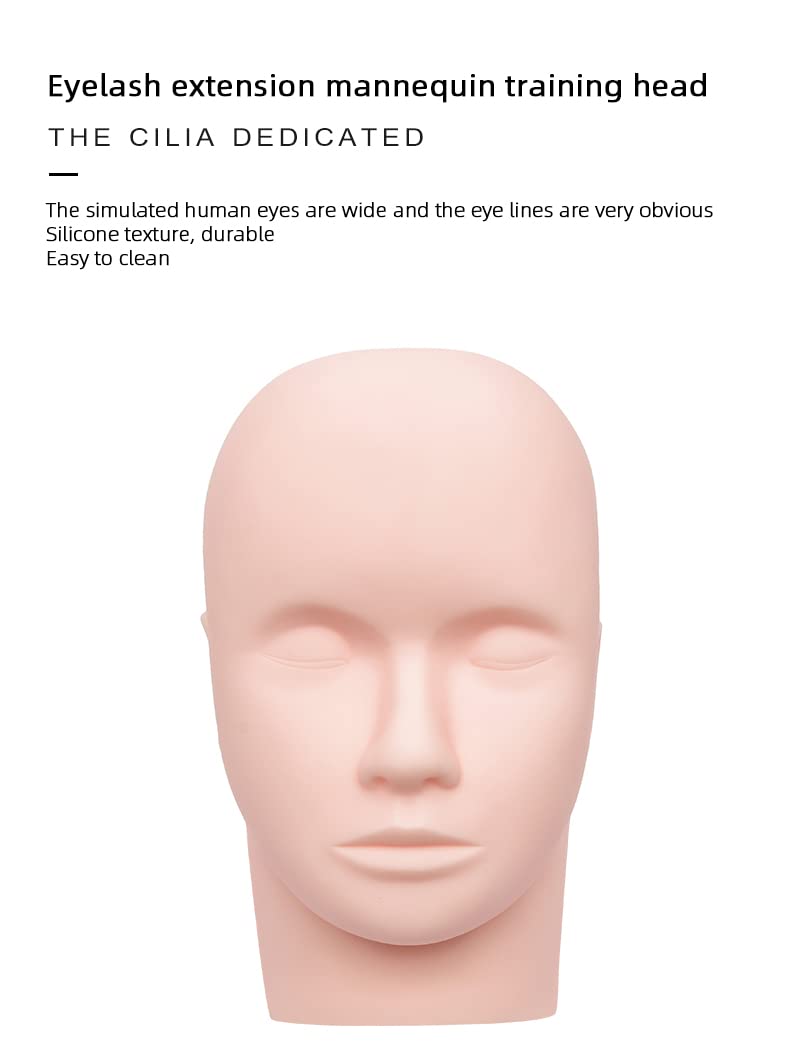 Eyelash extension mannequin training head
THE CILIA DEDICATED
The simulated human eyes are wide and the eye lines are very obvious
Silicone texture, durable
Easy to clean